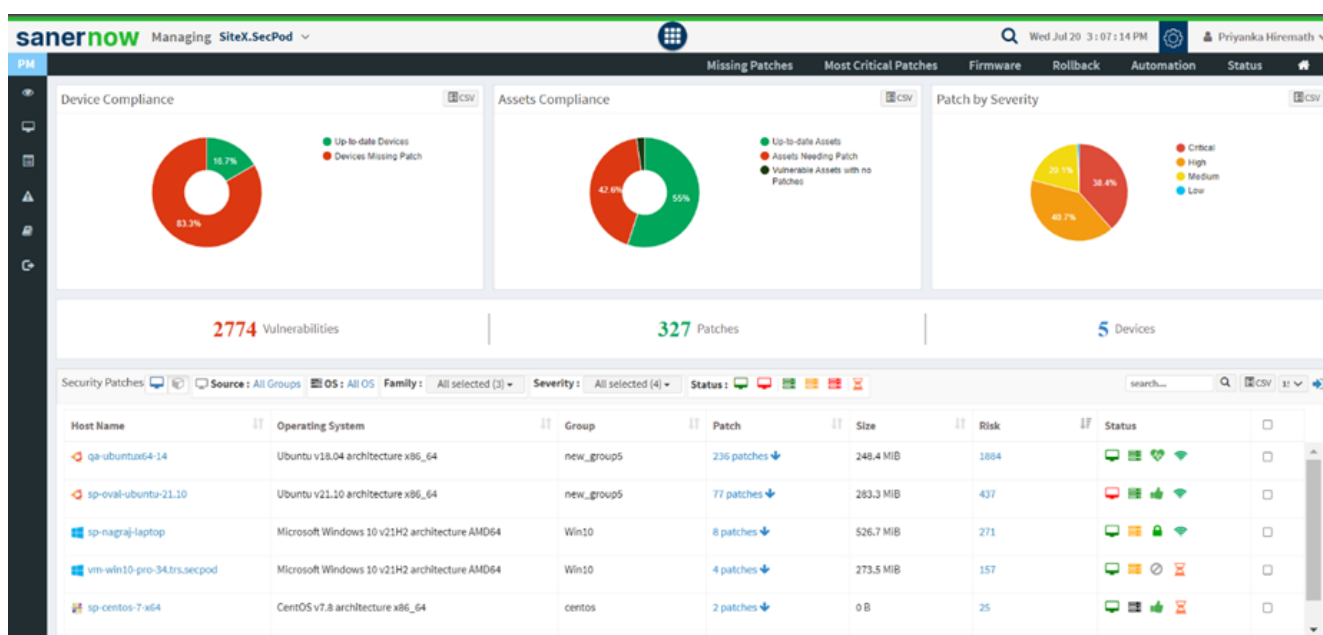 sanernow Managing SiteX.SecPod Wed Jul 20 3:07:14 PM Priyanka Hiremath
PM Missing Patches Most Critical Patches Firmware Rollback Automation Status
Device Compliance CSV Assets Compliance CSV Patch by Severity CSV
Up-to-date Devices
Devices Missing Patch
16.7%
83.3%
Up-to-date Assets
Assets Needing Patch
Vulnerable Assets with no
Patches
42.6%
55%
Critical
High
Medium
Low
20.1%
38.4%
40.7%
2774 Vulnerabilities 327 Patches 5 Devices
Security Patches Source : All Groups OS : All OS Family : All selected (3) Severity : All selected (4) Status : search... CSV
Host Name Operating System Group Patch Size Risk Status
qa-ubuntux64-14 Ubuntu v18.04 architecture x86_64 new_group5 236 patches 248.4 MiB 1884
sp-oval-ubuntu-21.10 Ubuntu v21.10 architecture x86_64 new_group5 77 patches 283.3 MiB 437
sp-nagraj-laptop Microsoft Windows 10 v21H2 architecture AMD64 Win10 8 patches 526.7 MiB 271
vm-win10-pro-34.trs.secpod Microsoft Windows 10 v21H2 architecture AMD64 Win10 4 patches 273.5 MiB 157
sp-centos-7-x64 CentOS v7.8 architecture x86_64 centos 2 patches 0 B 25